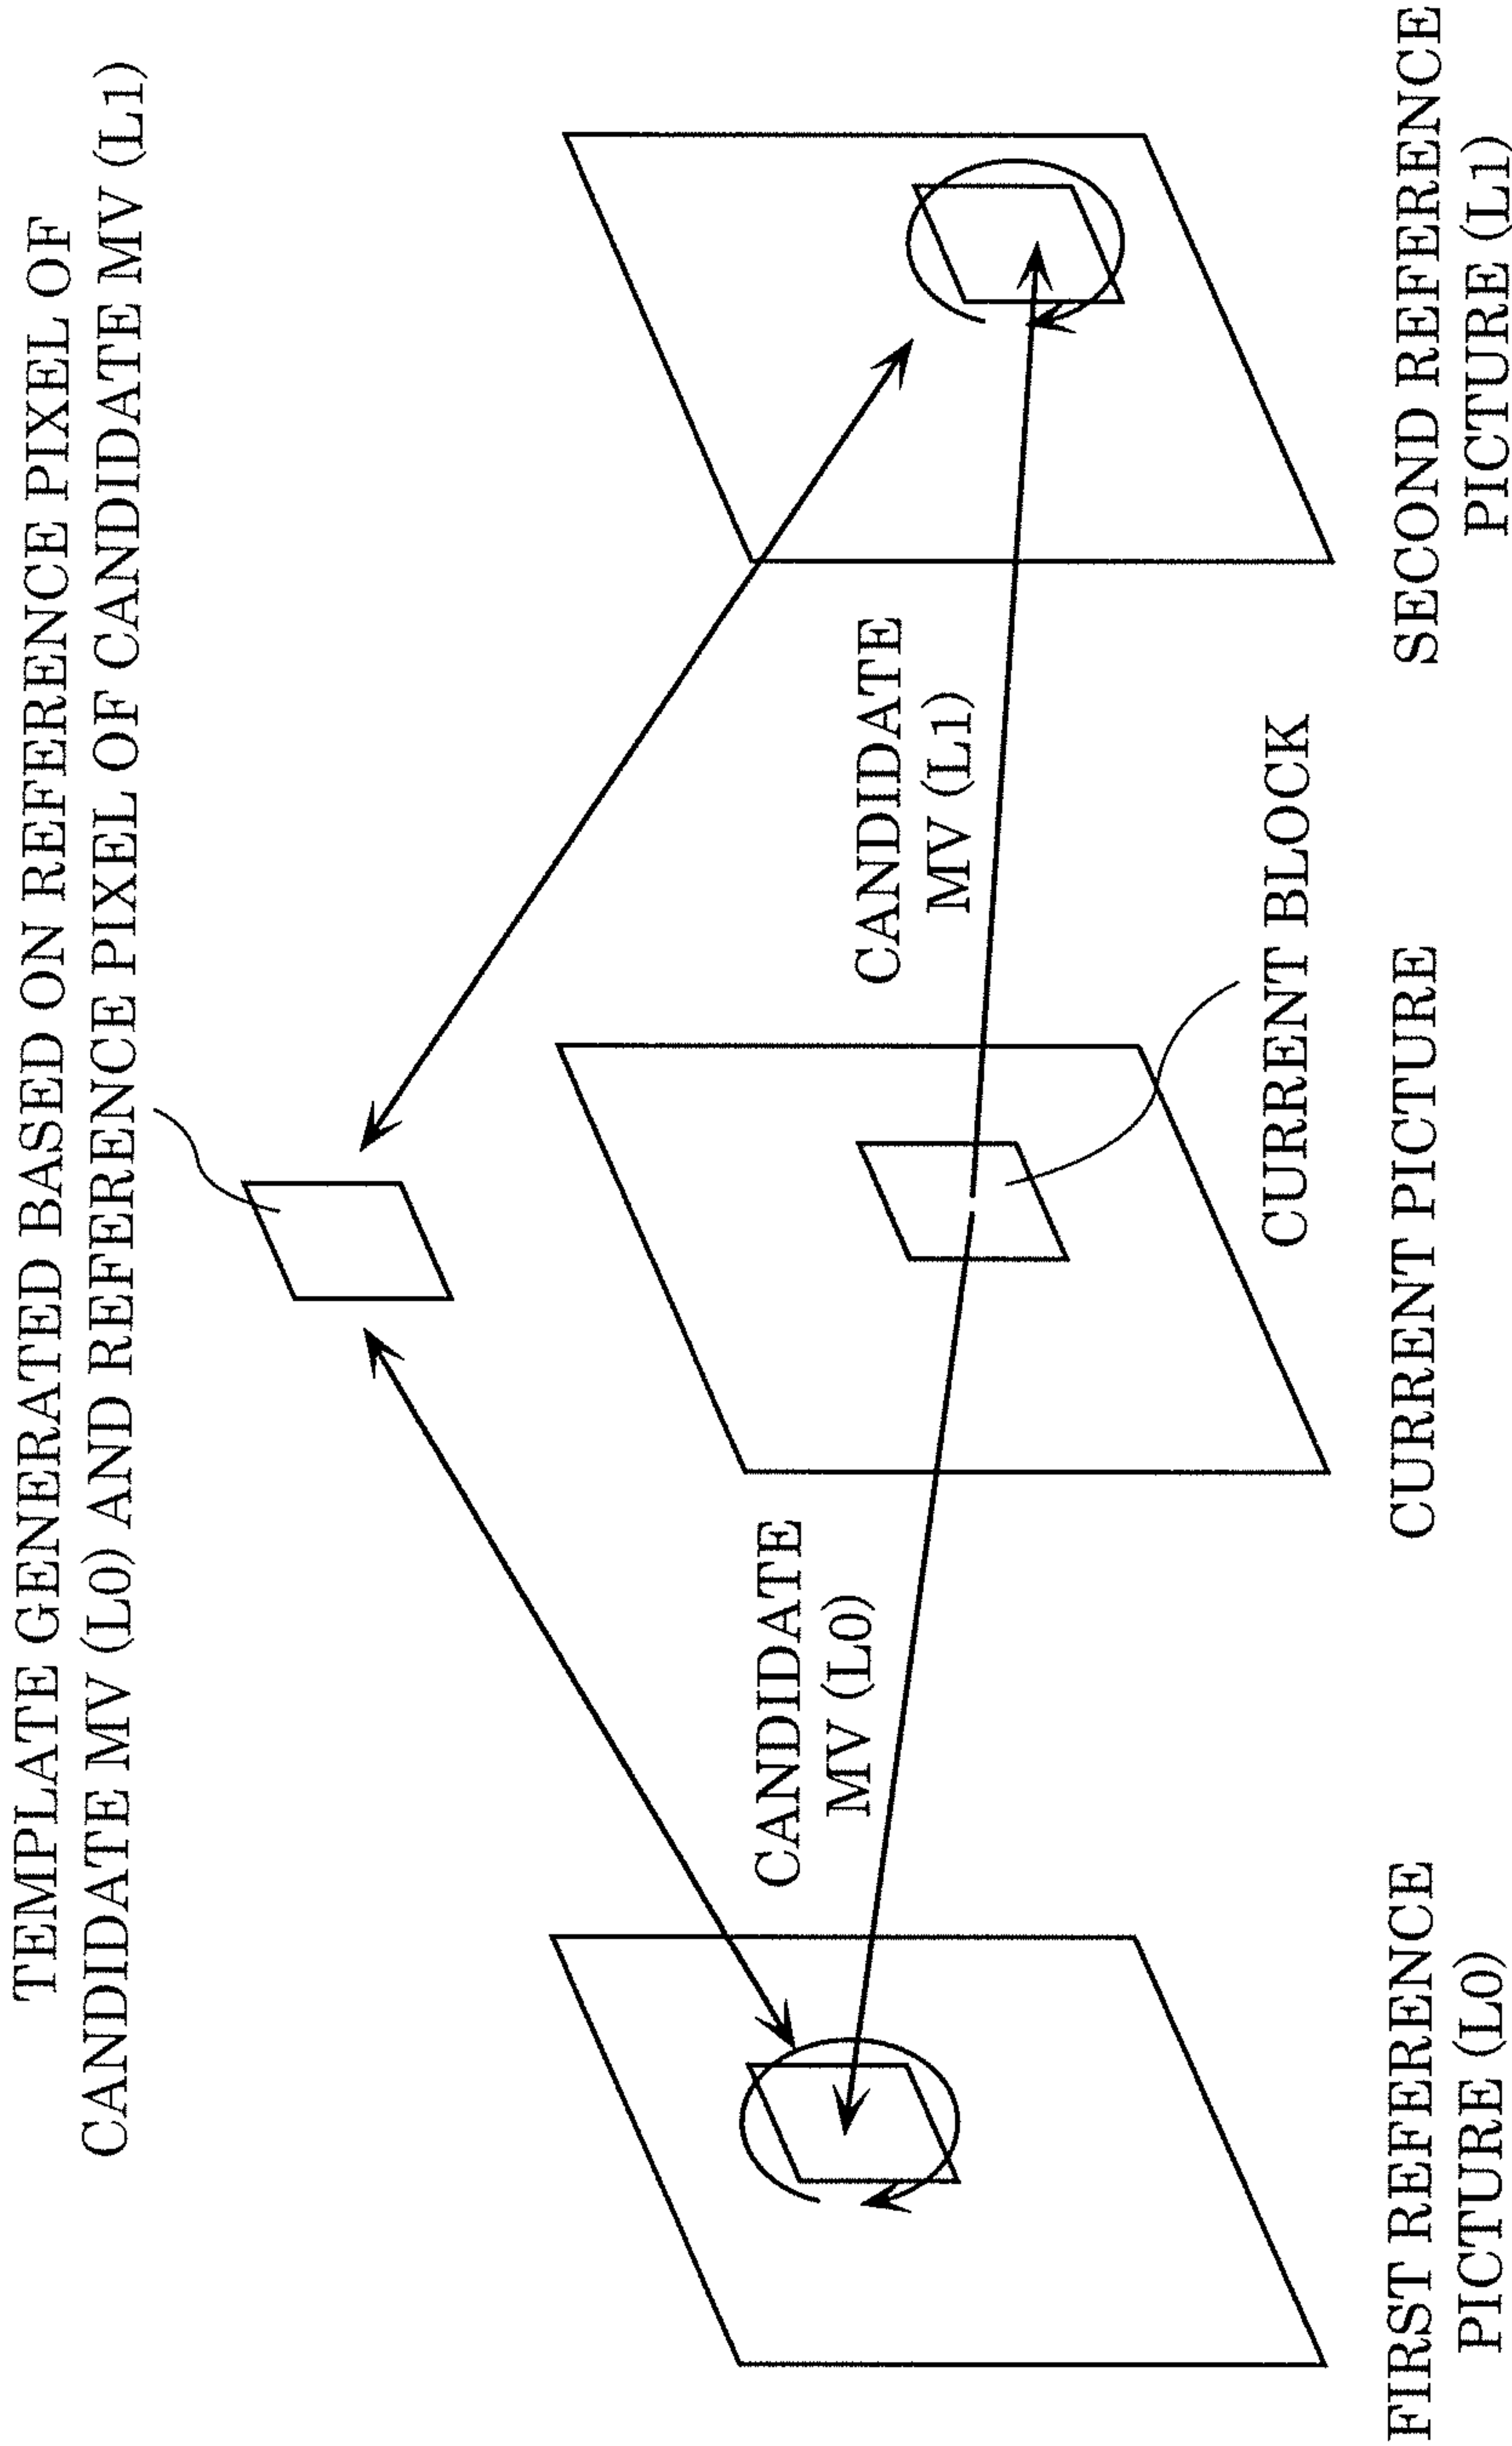 TEMPLATE GENERATED BASED ON REFERENCE PIXEL OF
CANDIDATE MV (L0) AND REFERENCE PIXEL OF CANDIDATE MV (L1)
CANDIDATE
MV (L0)
CANDIDATE
MV (L1)
CURRENT BLOCK
FIRST REFERENCE
PICTURE (L0)
CURRENT PICTURE
SECOND REFERENCE
PICTURE (L1)